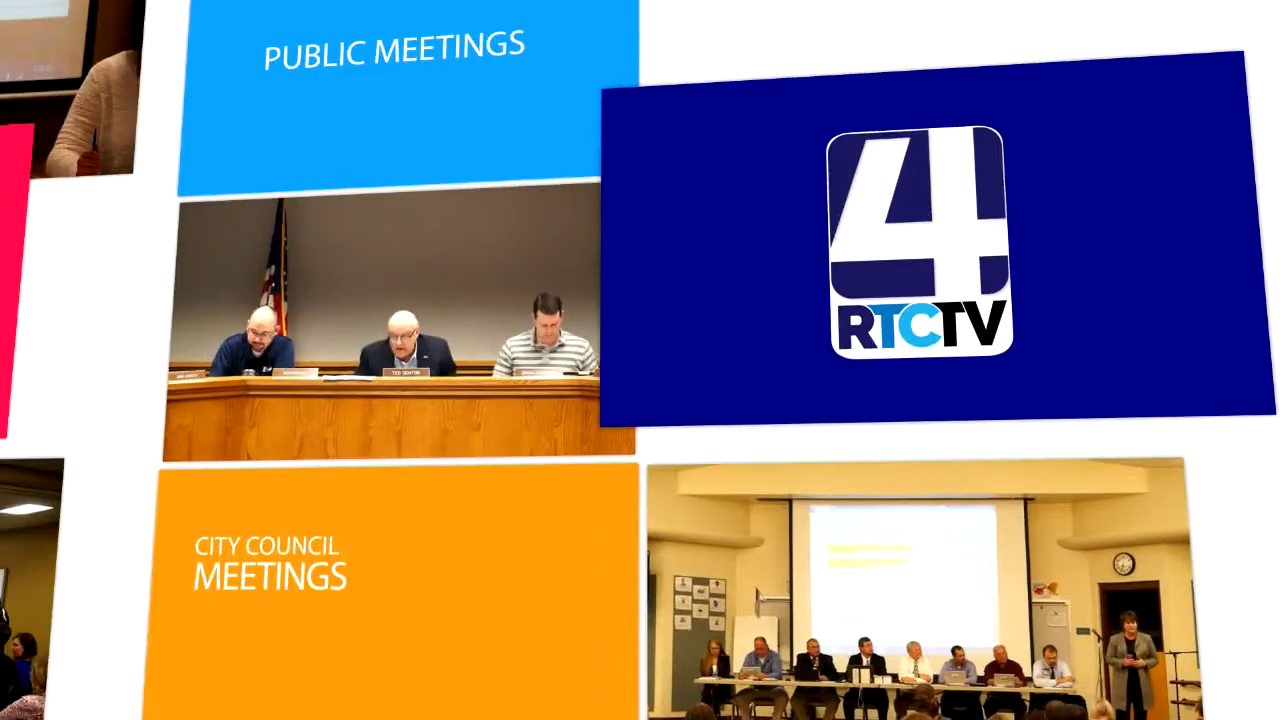 PUBLIC MEETINGS
4
RTCTV
TED DENTON
CITY COUNCIL
MEETINGS